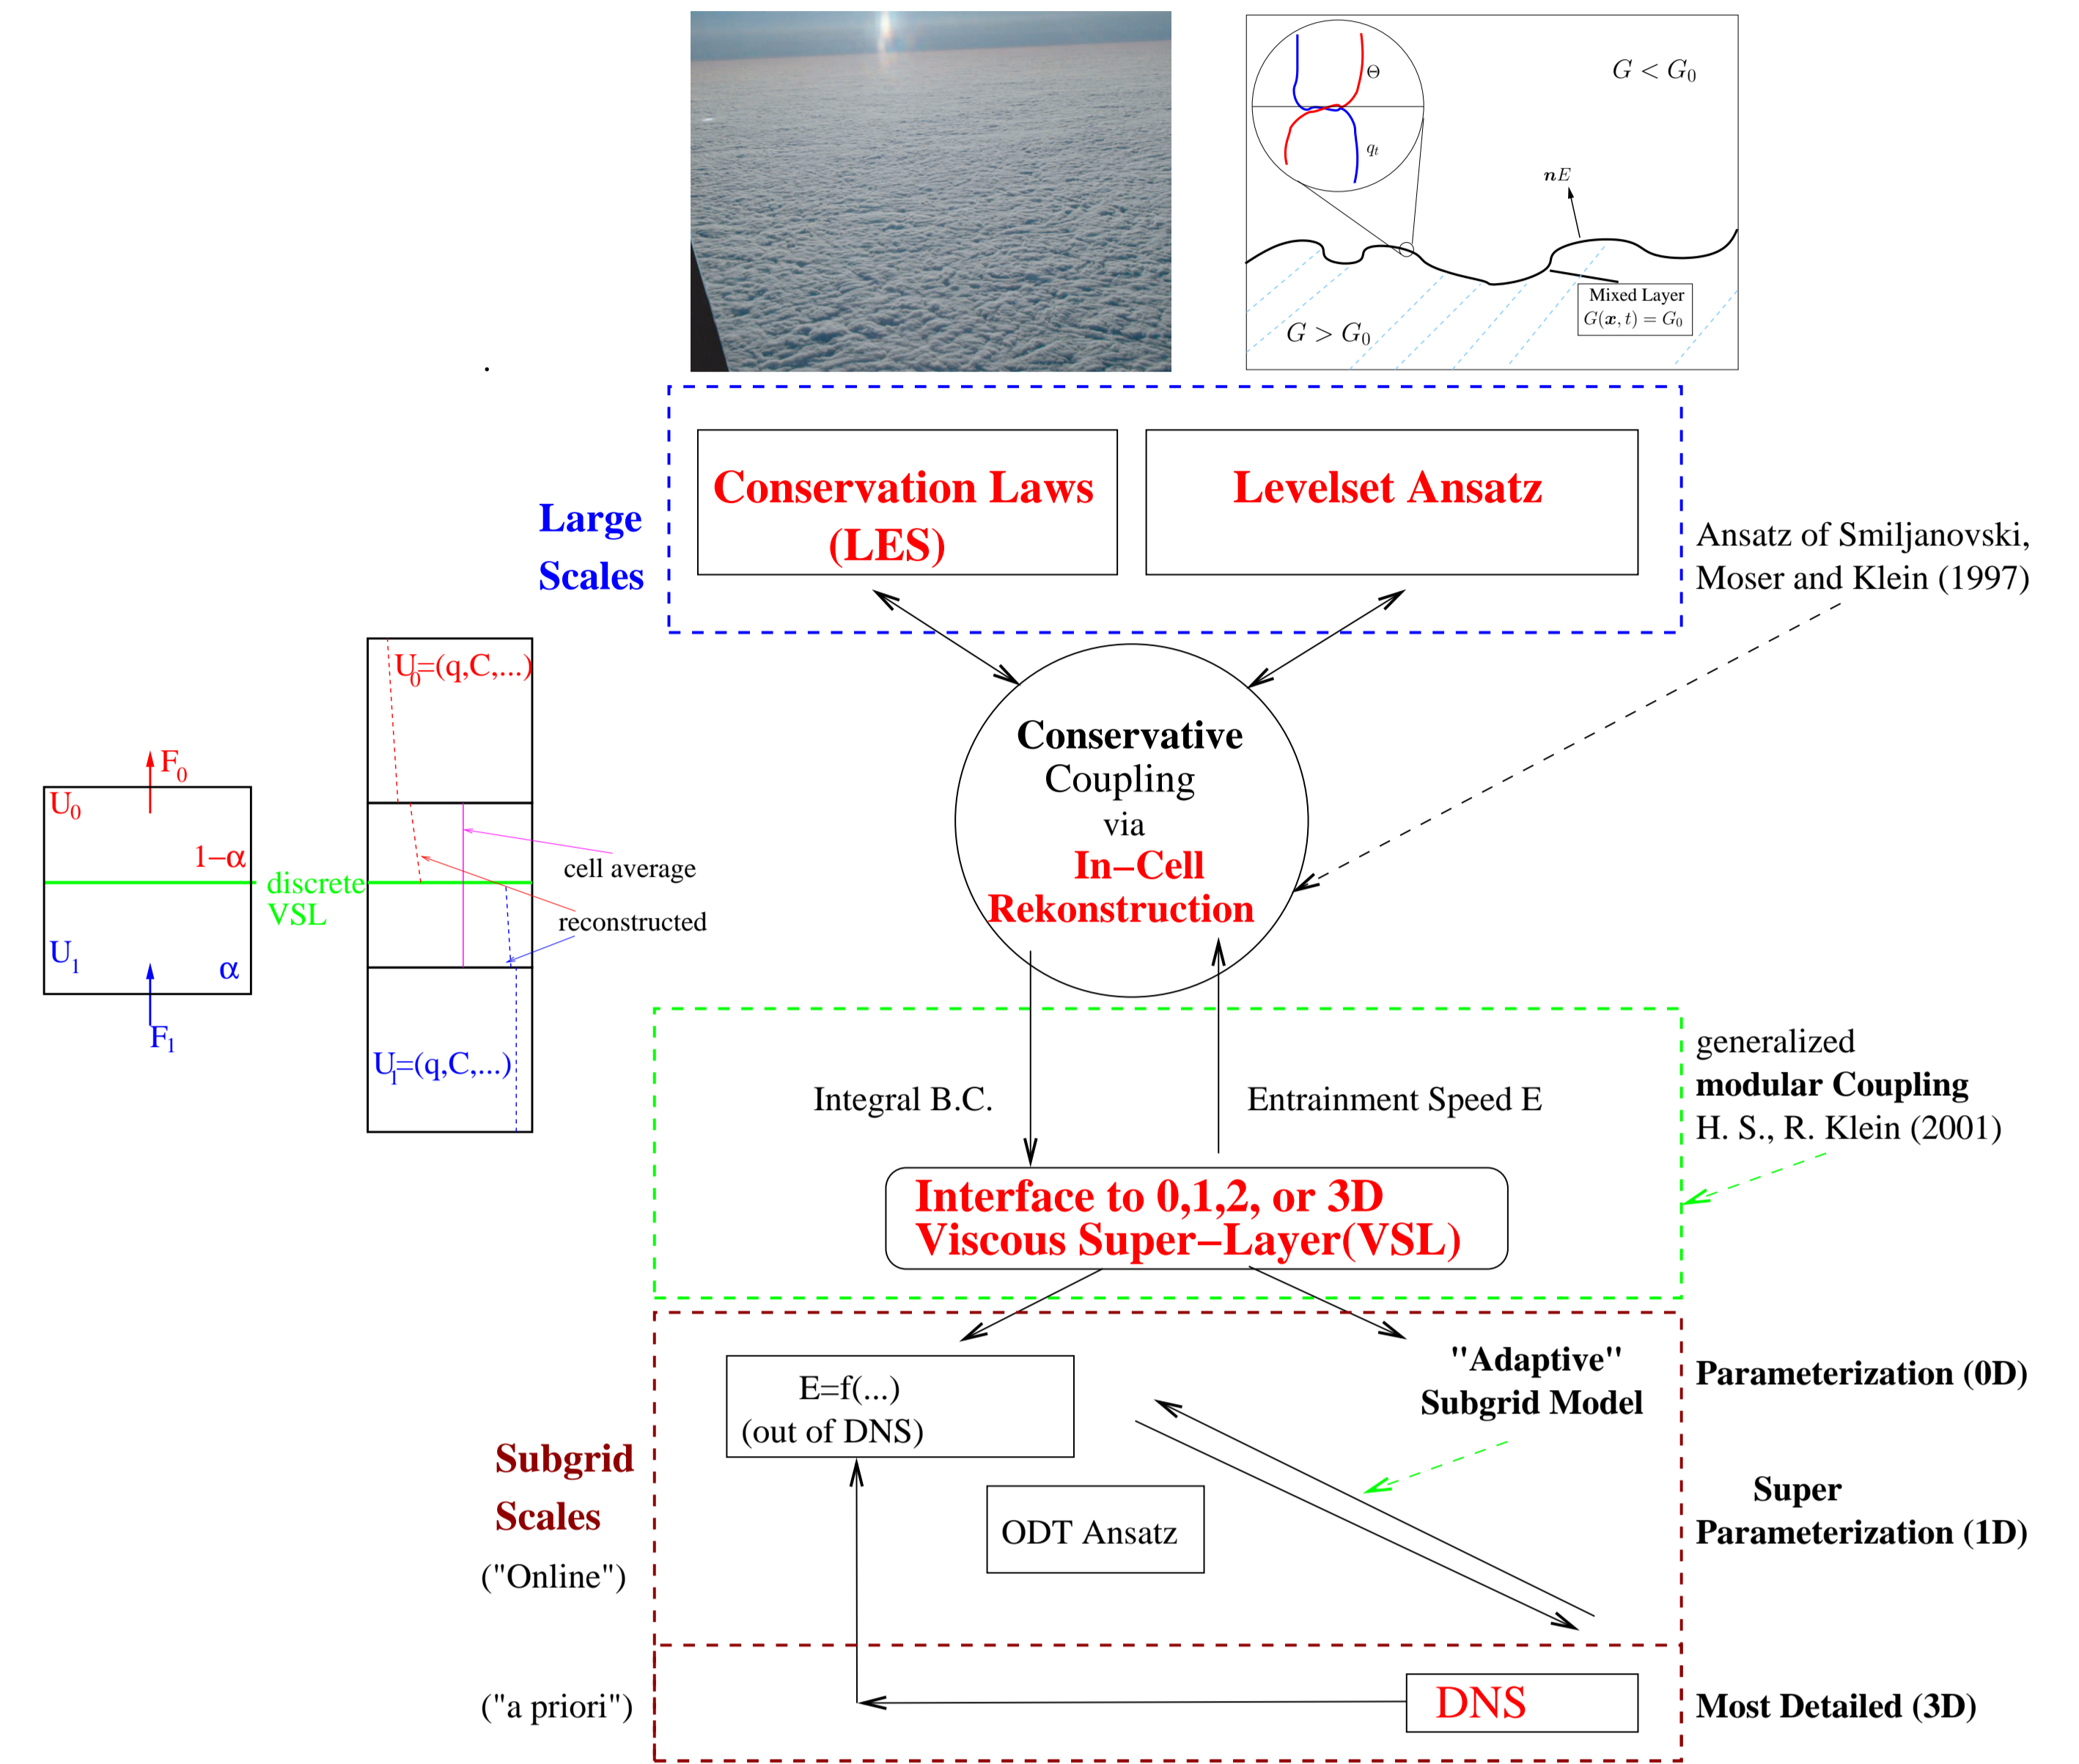 Θ
G < G₀
qₜ
nE
Mixed Layer
G(x, t) = G₀
G > G₀
.
Conservation Laws
(LES)
Levelset Ansatz
Large
Scales
Ansatz of Smiljanovski,
Moser and Klein (1997)
U₀=(q,C,...)
F₀
U₀
1−α
discrete
VSL
U₁
α
F₁
cell average
reconstructed
U₁=(q,C,...)
Conservative
Coupling
via
In−Cell
Rekonstruction
Integral B.C.
Entrainment Speed E
generalized
modular Coupling
H. S., R. Klein (2001)
Interface to 0,1,2, or 3D
Viscous Super−Layer(VSL)
E=f(...)
(out of DNS)
"Adaptive"
Subgrid Model
Parameterization (0D)
Subgrid
Scales
("Online")
ODT Ansatz
Super
Parameterization (1D)
("a priori")
DNS
Most Detailed (3D)